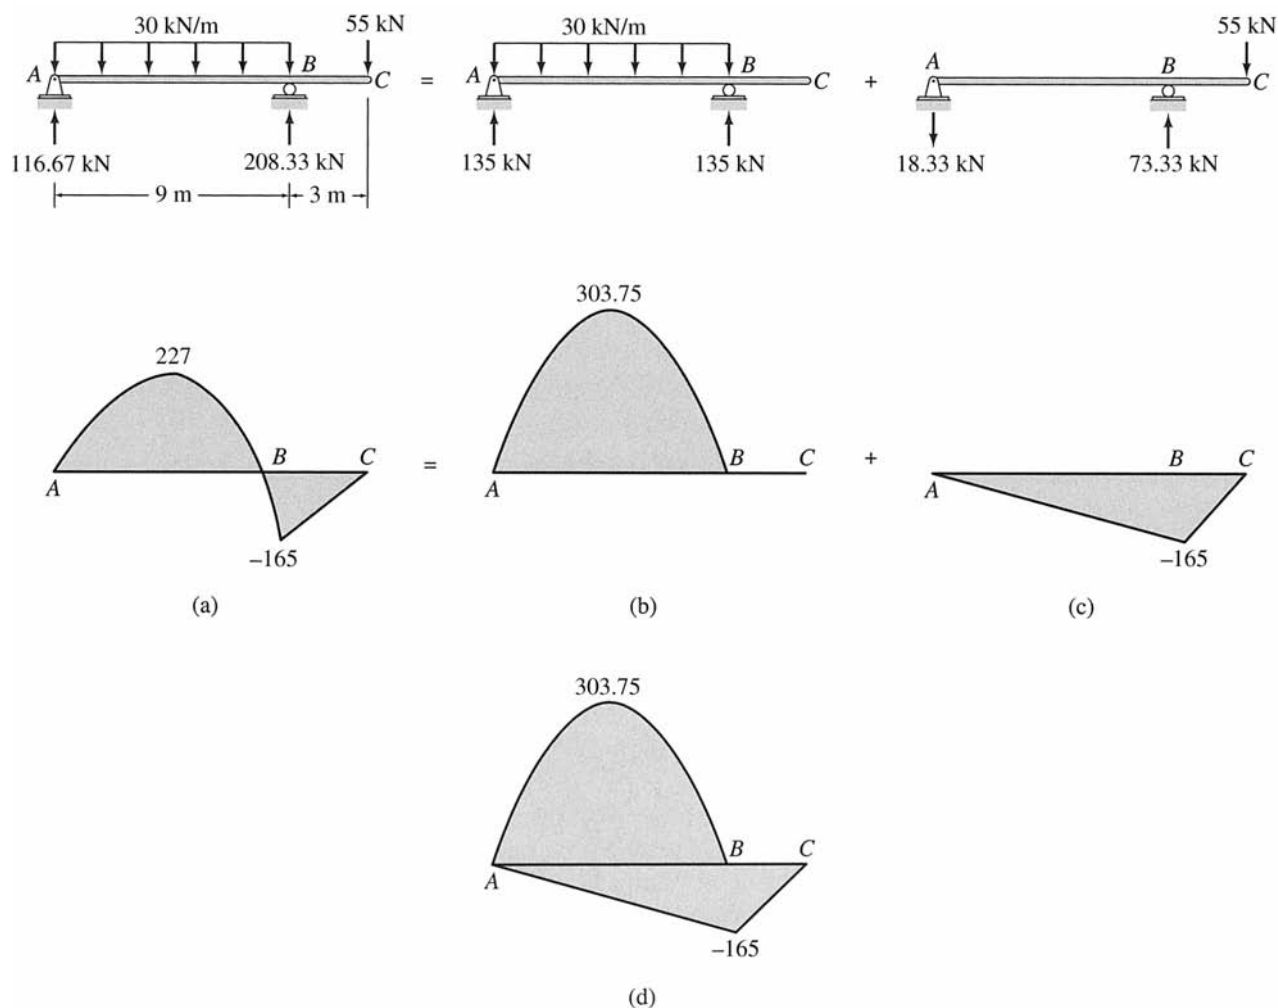 30 kN/m 55 kN 30 kN/m 55 kN
A B C = A B C + A B C
116.67 kN 208.33 kN 135 kN 135 kN 18.33 kN 73.33 kN
9 m 3 m
303.75
227
A B C = A B C + A B C
–165 –165
(a) (b) (c)
303.75
A B C
–165
(d)